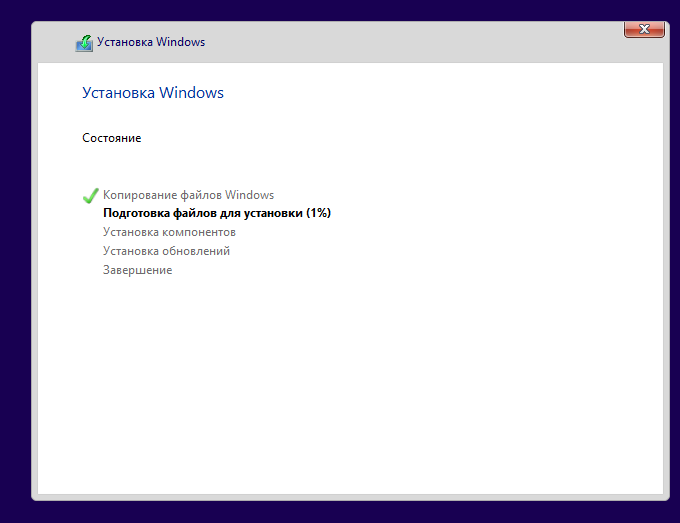 Установка Windows
Установка Windows
Состояние
Копирование файлов Windows
Подготовка файлов для установки (1%)
Установка компонентов
Установка обновлений
Завершение